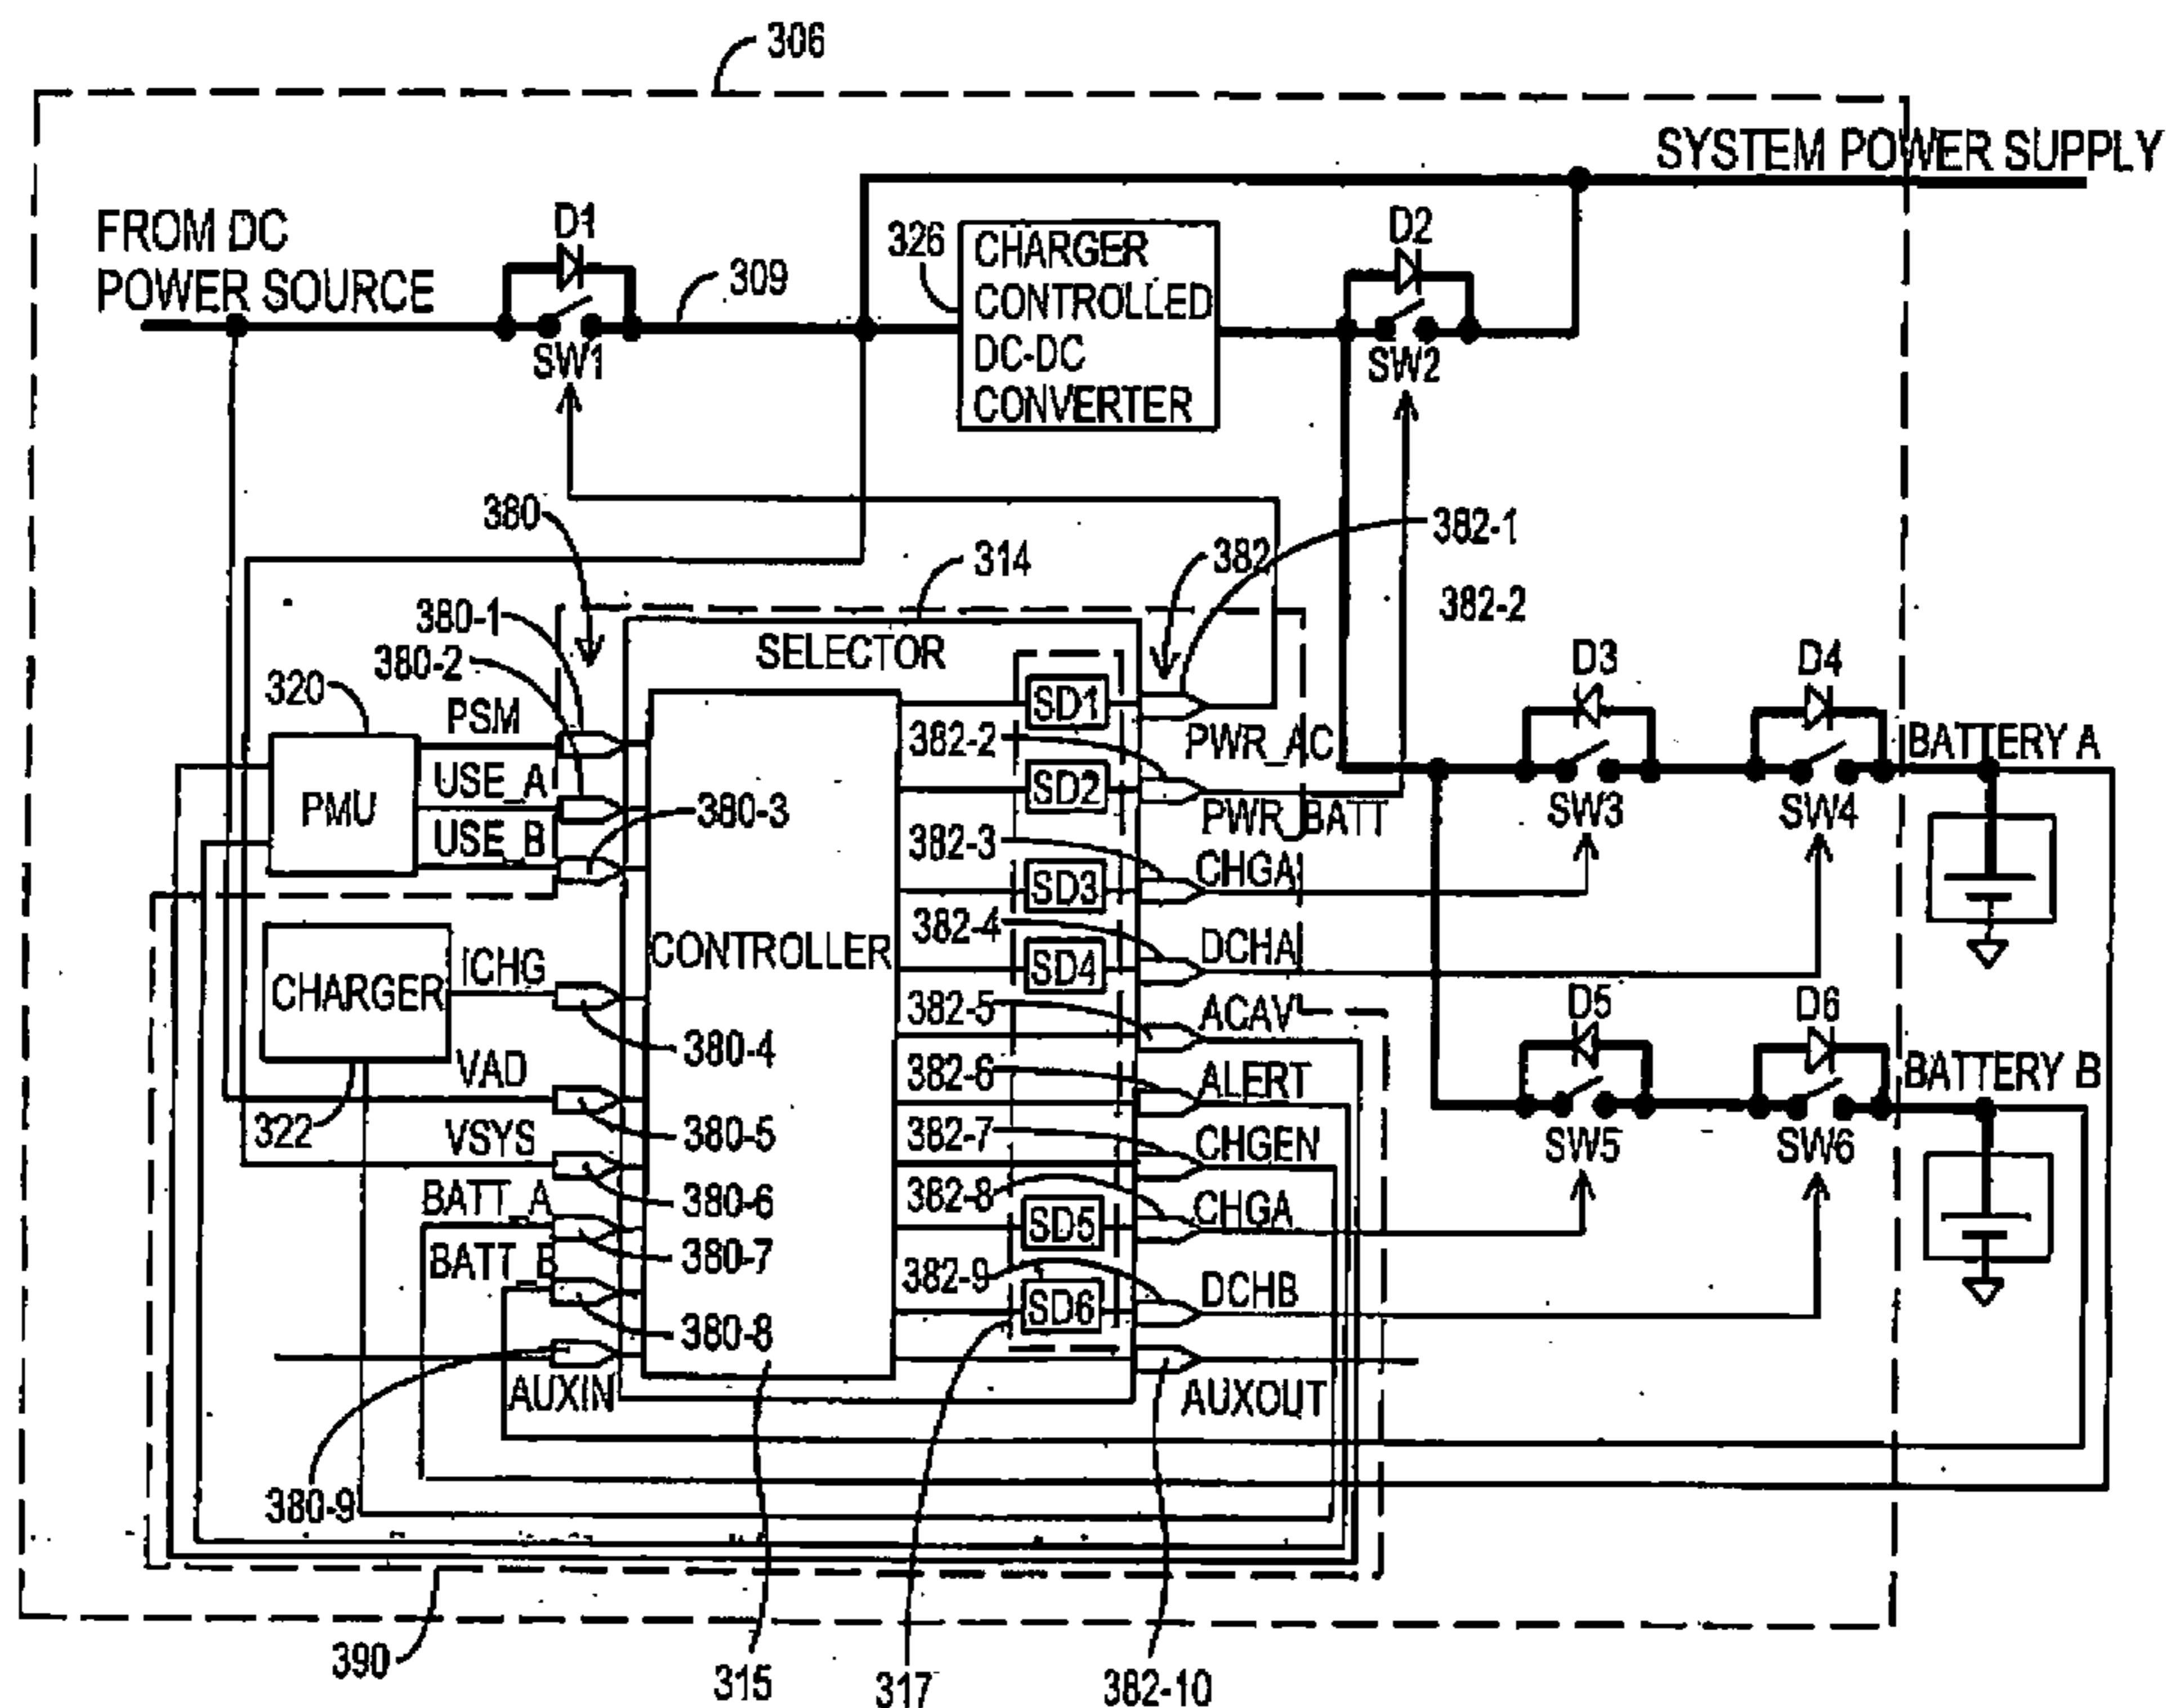 306
SYSTEM POWER SUPPLY
FROM DC
POWER SOURCE
D1
SW1
309
326
CHARGER
CONTROLLED
DC-DC
CONVERTER
D2
SW2
380
314
382
382-1
382-2
380-1
380-2
SELECTOR
320
PSM
USE_A
USE_B
PMU
380-3
SD1
382-2
PWR_AC
SD2
PWR_BATT
382-3
CHGA
SD3
382-4
DCHA
SD4
CONTROLLER
CHARGER
ICHG
380-4
382-5
ACAV
322
VAD
380-5
382-6
ALERT
VSYS
380-6
382-7
CHGEN
BATT_A
380-7
382-8
CHGA
SD5
BATT_B
380-8
382-9
DCHB
SD6
AUXIN
380-9
AUXOUT
D3
SW3
D4
SW4
BATTERY A
D5
SW5
D6
SW6
BATTERY B
390
315
317
382-10